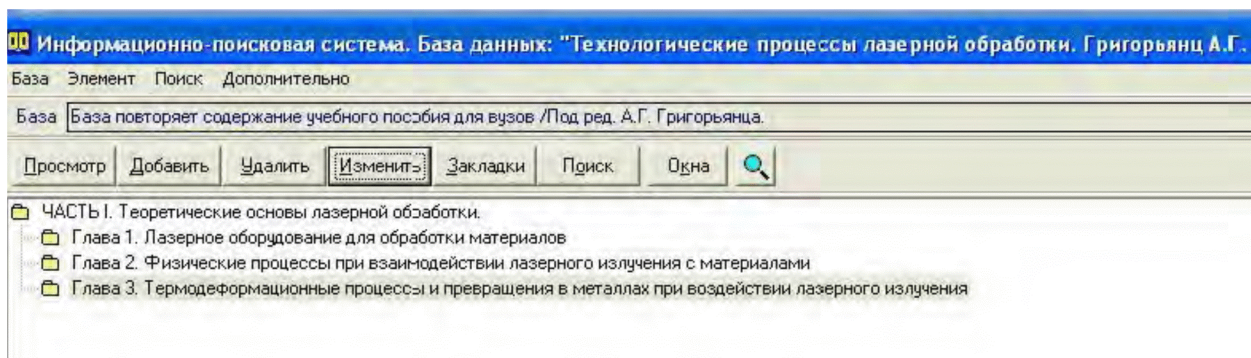 Информационно-поисковая система. База данных: "Технологические процессы лазерной обработки. Григорьянц А.Г.
База Элемент Поиск Дополнительно
База База повторяет содержание учебного пособия для вузов /Под ред. А.Г. Григорьянца.
Просмотр Добавить Удалить Изменить Закладки Поиск Окна
ЧАСТЬ I. Теоретические основы лазерной обработки.
Глава 1. Лазерное оборудование для обработки материалов
Глава 2. Физические процессы при взаимодействии лазерного излучения с материалами
Глава 3. Термодеформационные процессы и превращения в металлах при воздействии лазерного излучения